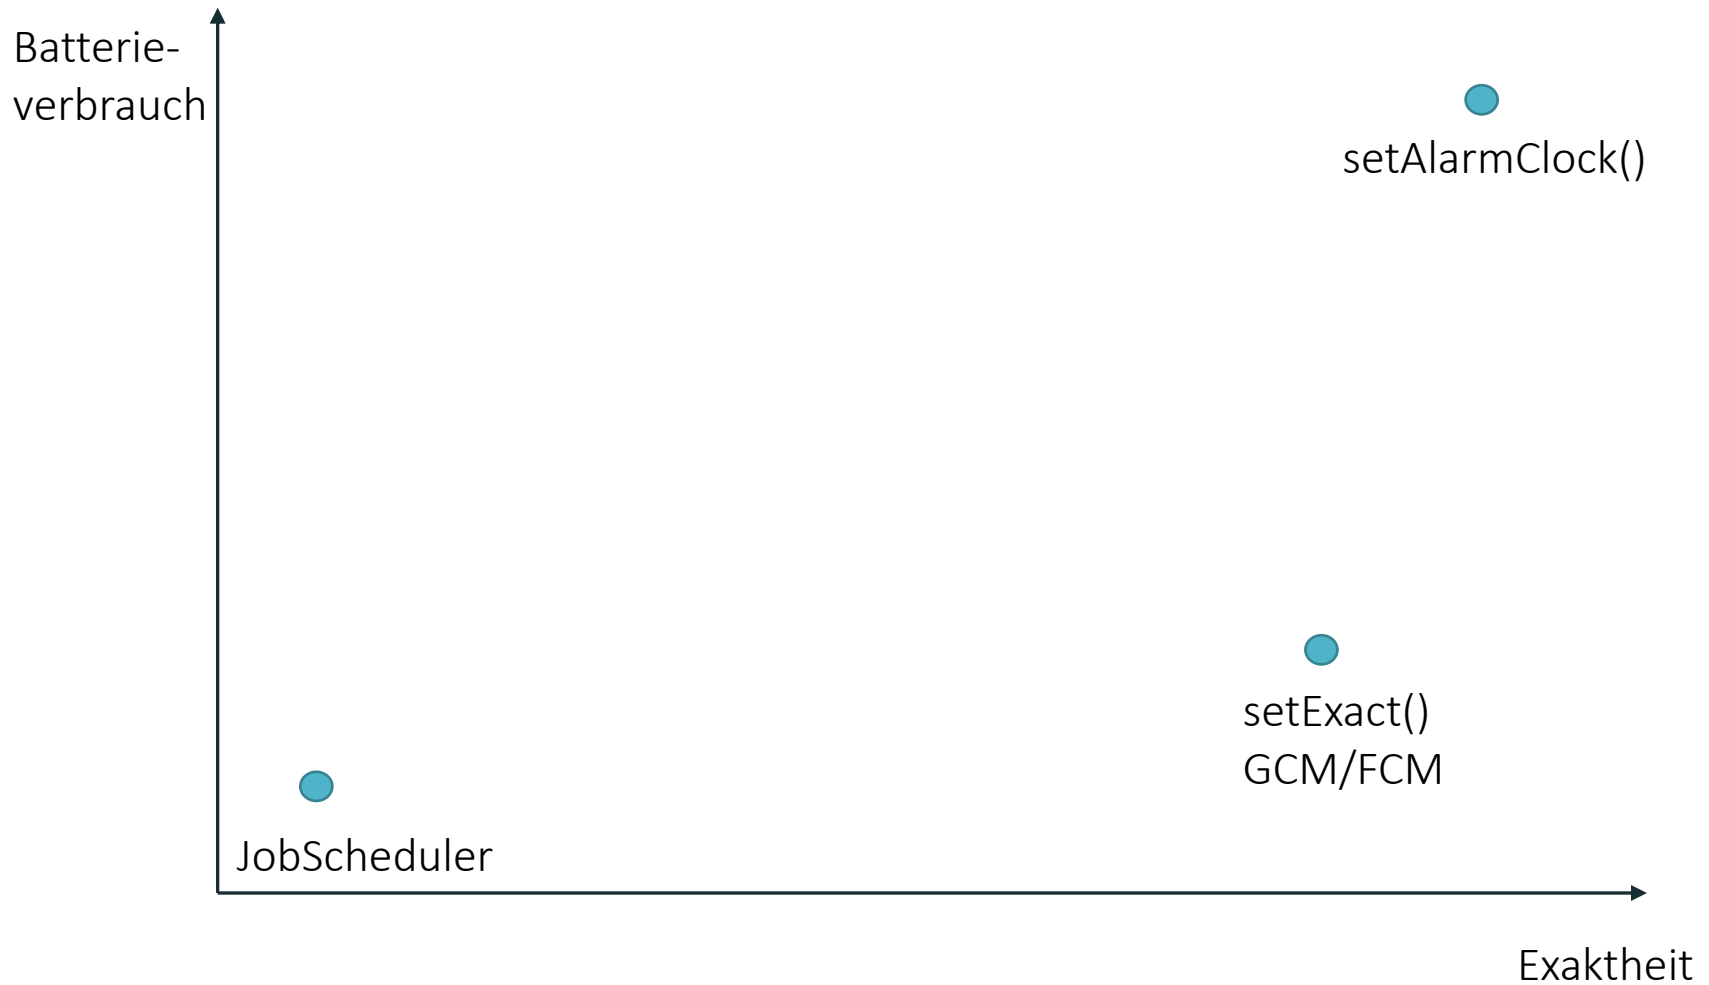 Batterie-
verbrauch
setAlarmClock()
setExact()
GCM/FCM
JobScheduler
Exaktheit